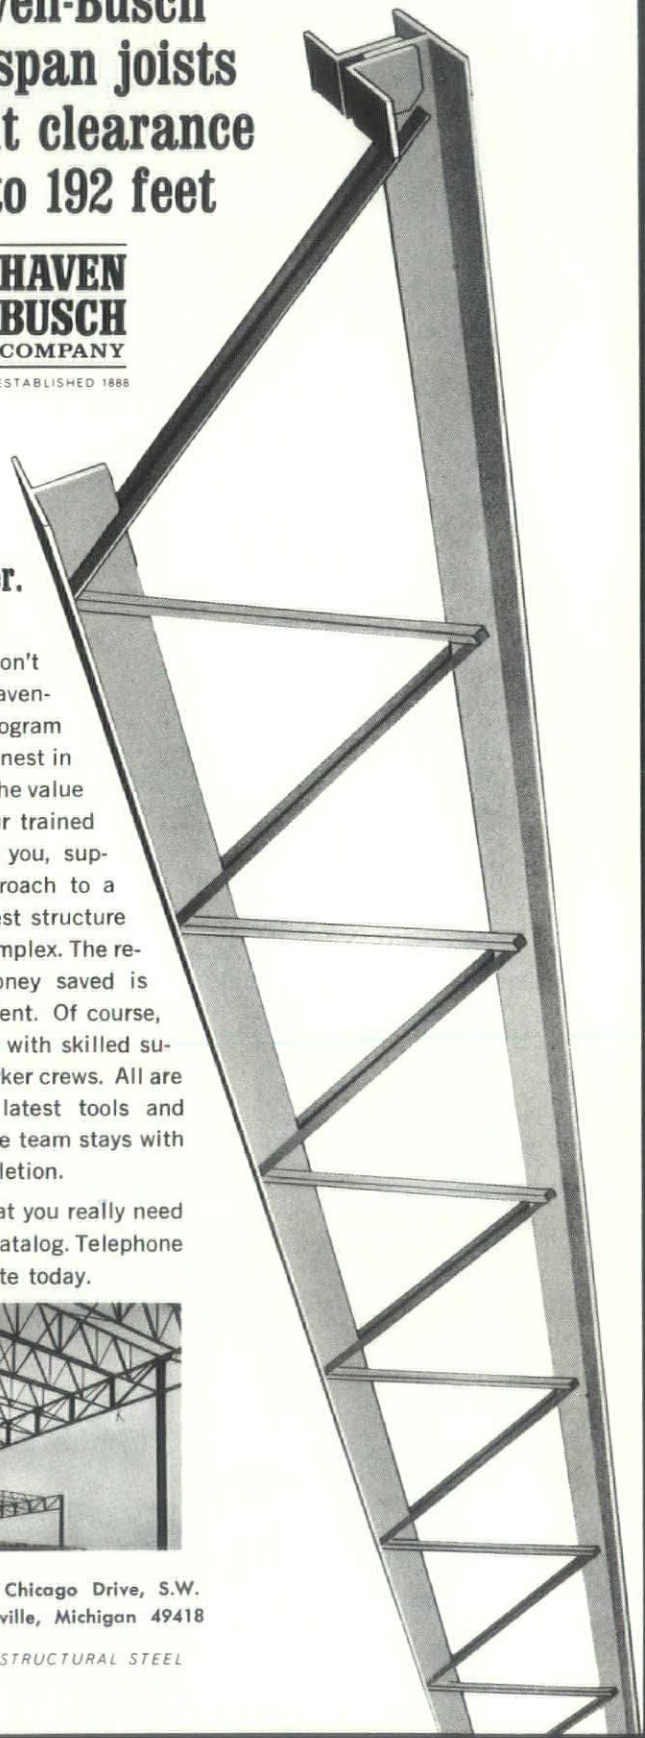 ven-Busch
span joists
t clearance
to 192 feet
HAVEN
BUSCH
COMPANY
ESTABLISHED 1888
r.
on't
aven-
ogram
nest in
he value
r trained
you, sup-
roach to a
est structure
mplex. The re-
oney saved is
ent. Of course,
with skilled su-
ker crews. All are
latest tools and
e team stays with
letion.
at you really need
atalog. Telephone
te today.
Chicago Drive, S.W.
ville, Michigan 49418
STRUCTURAL STEEL